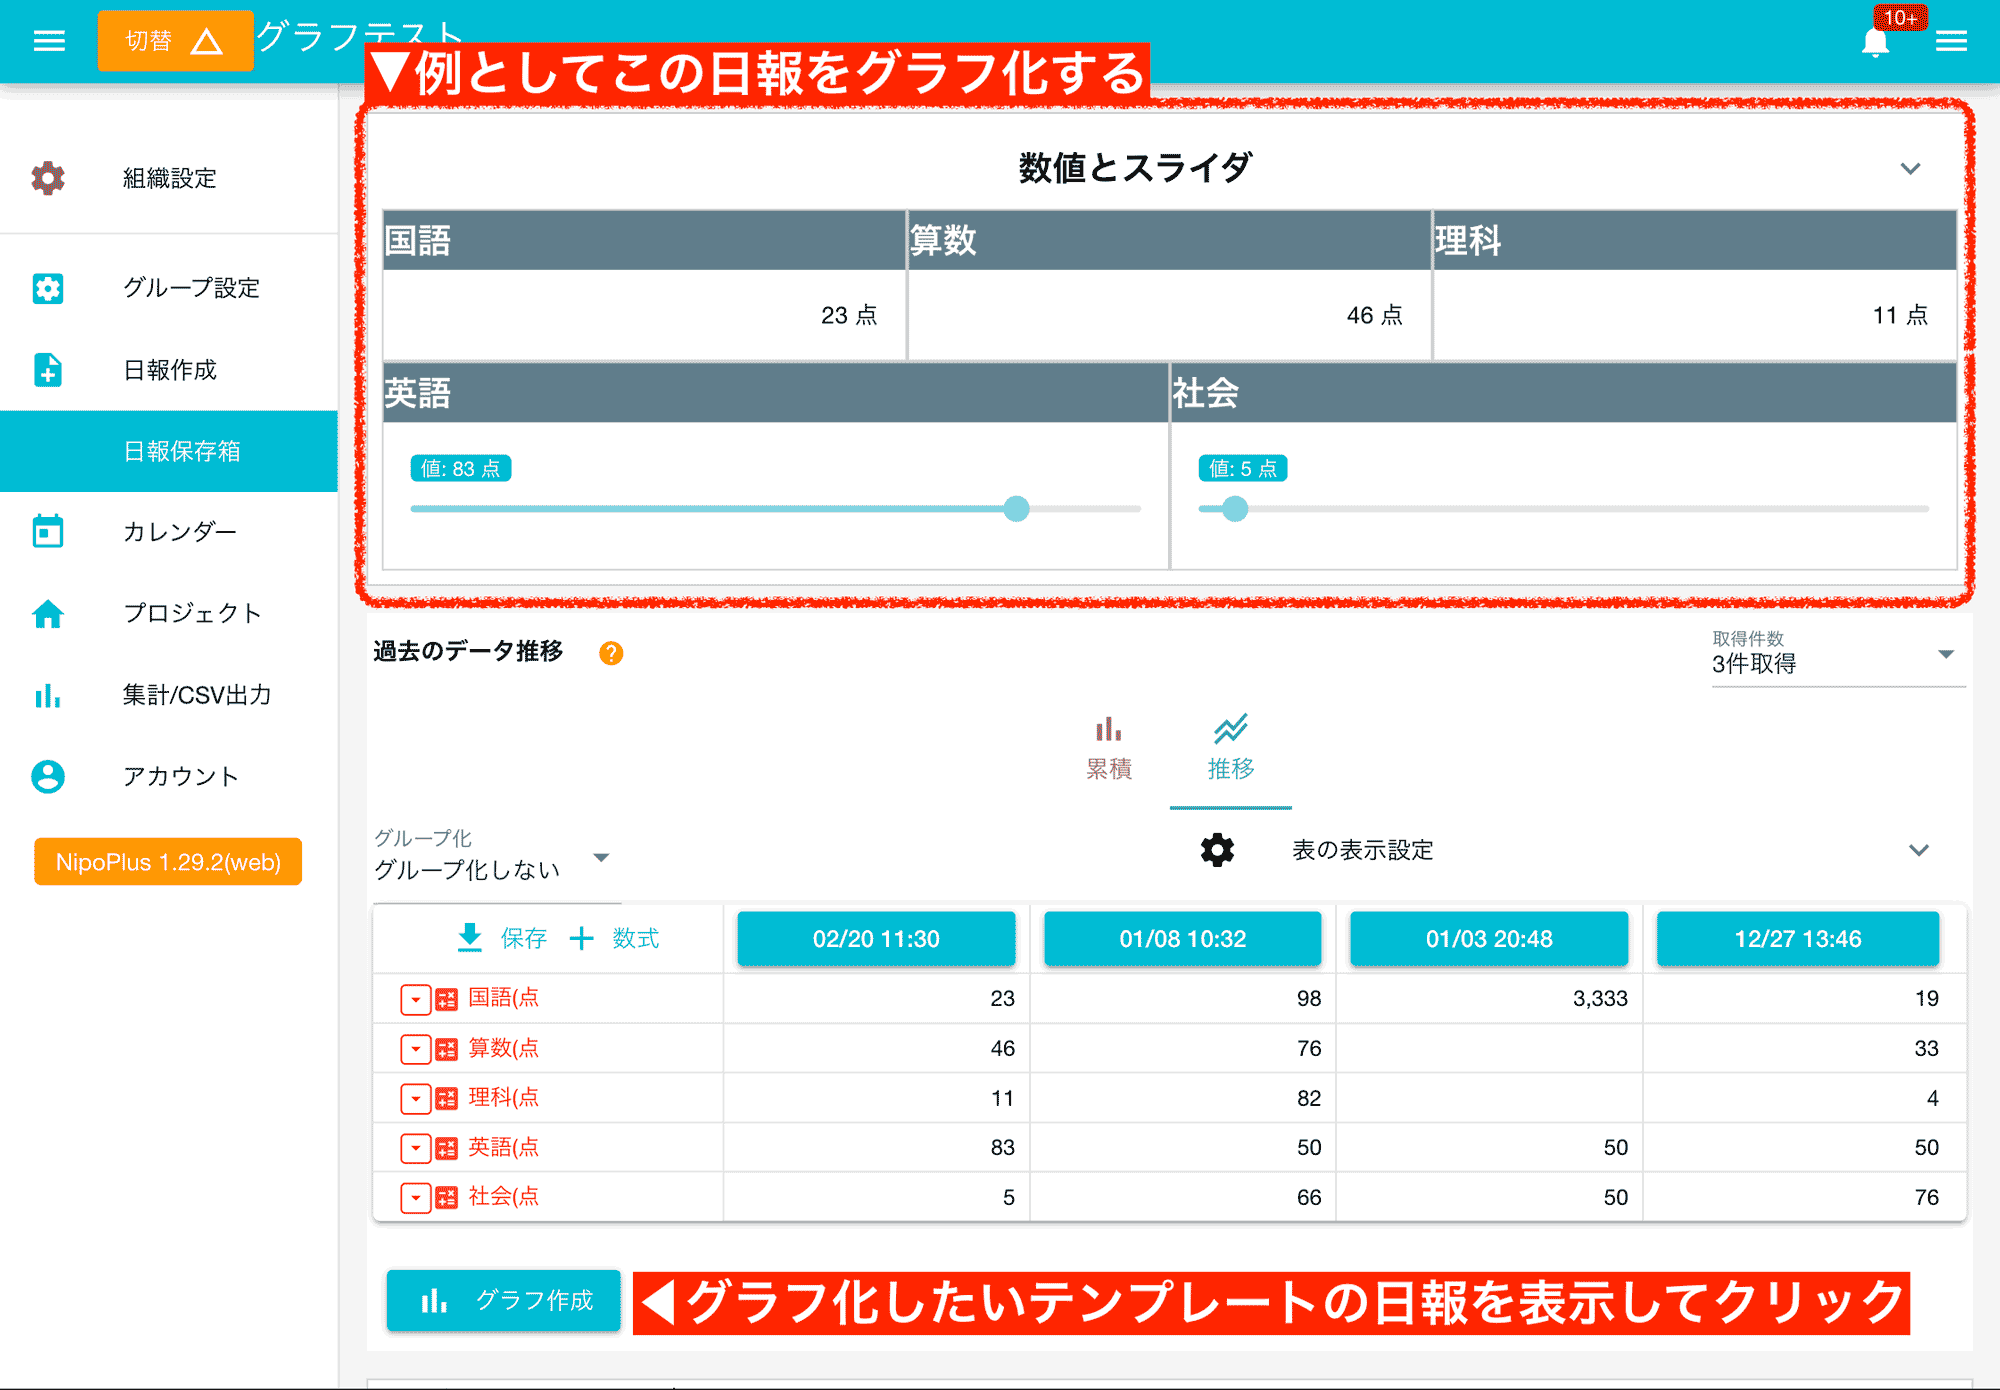 切替
グラフテスト
10+
▼例としてこの日報をグラフ化する
組織設定
グループ設定
日報作成
日報保存箱
カレンダー
プロジェクト
集計/CSV出力
アカウント
NipoPlus 1.29.2(web)
数値とスライダ
国語 算数 理科
23 点 46 点 11 点
英語 社会
値: 83 点 値: 5 点
過去のデータ推移 ?
取得件数
3件取得
累積 推移
グループ化
グループ化しない
表の表示設定
保存 + 数式 02/20 11:30 01/08 10:32 01/03 20:48 12/27 13:46
国語(点 23 98 3,333 19
算数(点 46 76 33
理科(点 11 82 4
英語(点 83 50 50 50
社会(点 5 66 50 76
グラフ作成
◀グラフ化したいテンプレートの日報を表示してクリック